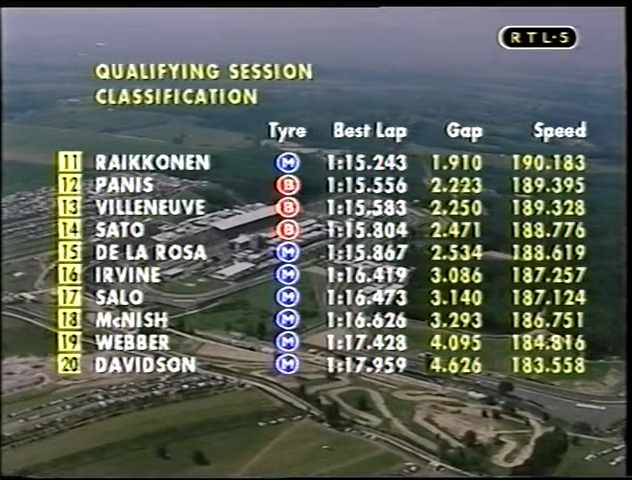 RTL-5
QUALIFYING SESSION
CLASSIFICATION
Tyre Best Lap Gap Speed
11 RAIKKONEN M 1:15.243 1.910 190.183
12 PANIS B 1:15.556 2.223 189.395
13 VILLENEUVE B 1:15.583 2.250 189.328
14 SATO B 1:15.804 2.471 188.776
15 DE LA ROSA M 1:15.867 2.534 188.619
16 IRVINE M 1:16.419 3.086 187.257
17 SALO M 1:16.473 3.140 187.124
18 McNISH M 1:16.626 3.293 186.751
19 WEBBER M 1:17.428 4.095 184.816
20 DAVIDSON M 1:17.959 4.626 183.558